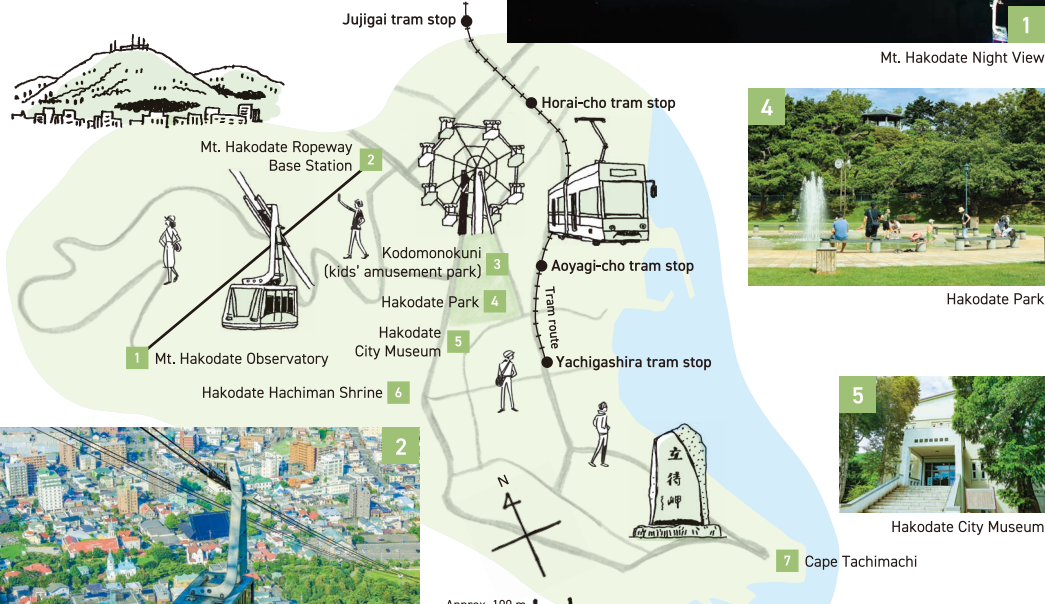 Jujigai tram stop
1
Mt. Hakodate Night View
Horai-cho tram stop
4
Mt. Hakodate Ropeway
Base Station
2
Kodomonokuni
(kids' amusement park)
3
Aoyagi-cho tram stop
Hakodate Park
4
Hakodate Park
Tram route
Hakodate
City Museum
5
1
Mt. Hakodate Observatory
Yachigashira tram stop
Hakodate Hachiman Shrine
6
5
2
立
待
岬
N
Hakodate City Museum
7
Cape Tachimachi